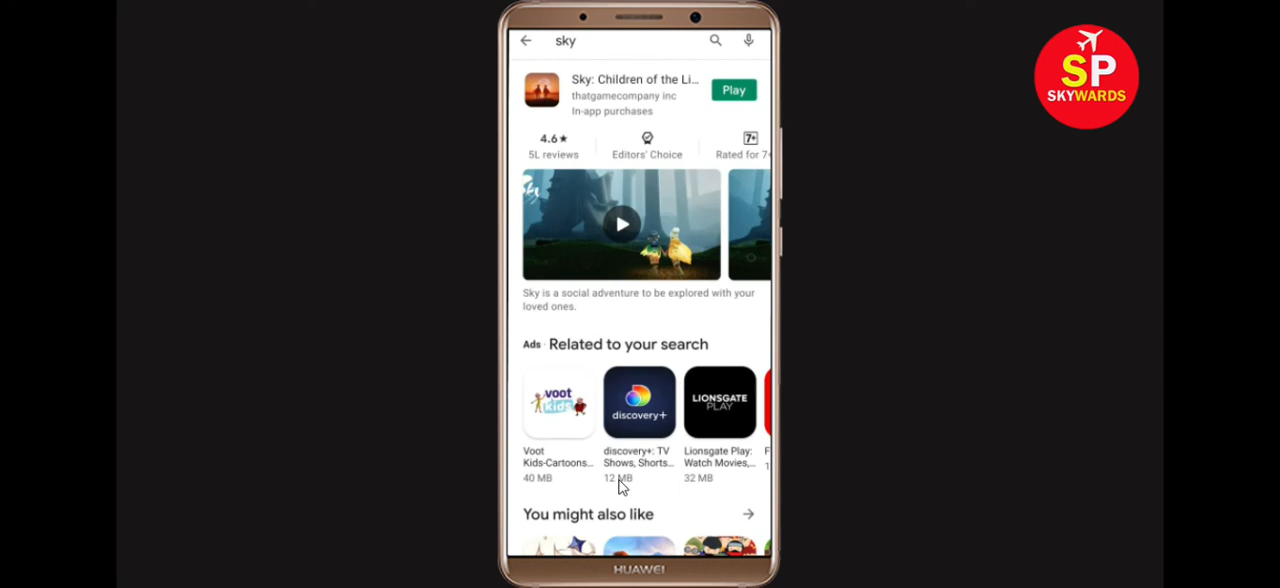 sky
Sky: Children of the Li...
thatgamecompany inc
In-app purchases
Play
4.6★
5L reviews
Editors' Choice
7+
Rated for 7+
Sky is a social adventure to be explored with your
loved ones.
Ads · Related to your search
voot
kids
discovery+
LIONSGATE
PLAY
Voot
Kids-Cartoons...
40 MB
discovery+: TV
Shows, Shorts...
12 MB
Lionsgate Play:
Watch Movies,...
32 MB
F
1
You might also like
HUAWEI
SP
SKYWARDS